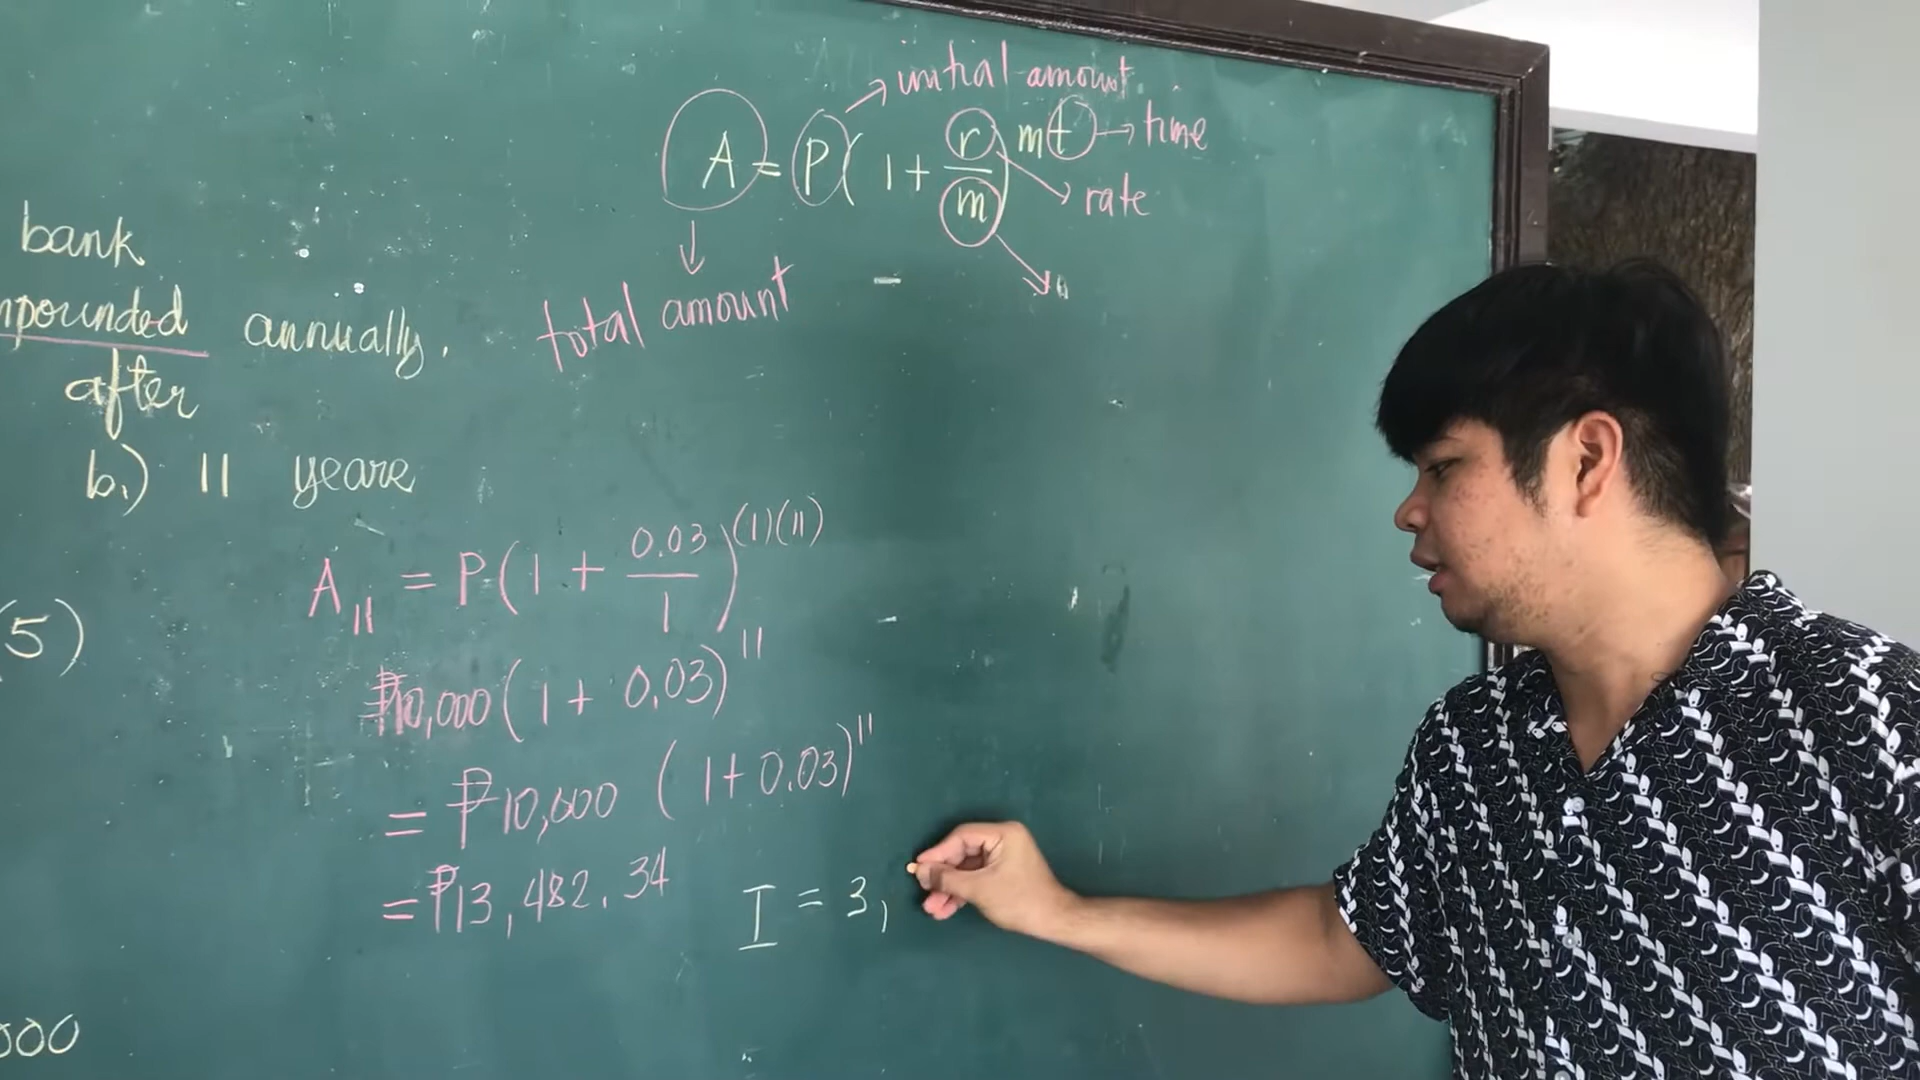 initial amount
A = P(1 + r/m)mt → time
rate
bank
mpounded annually.
total amount
after
b.) 11 years
A₁₁ = P(1 + 0.03/1)^(1)(11)
(5)
₱10,000(1 + 0.03)^11
= ₱10,000 (1+0.03)^11
= ₱13,482.34 I = 3,
000